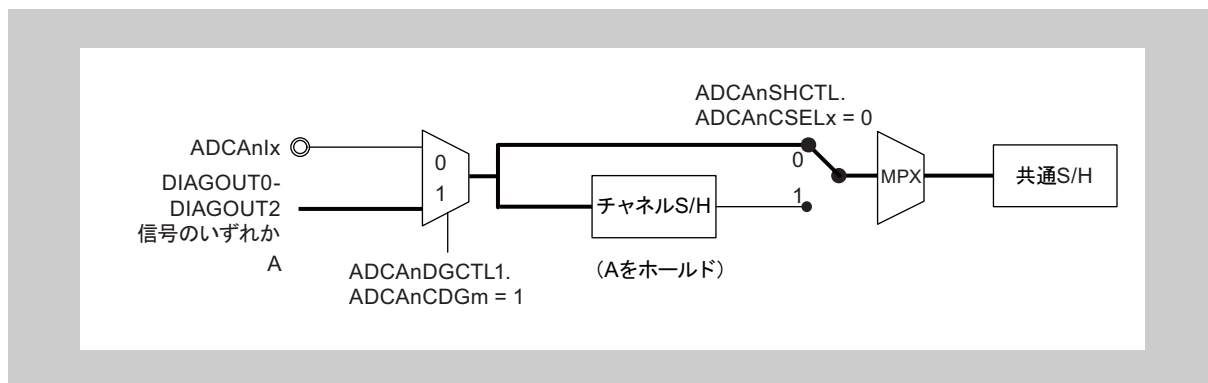 ADCAnSHCTL.
ADCAnCSELx = 0
ADCAnIx
0
1
DIAGOUT0-
DIAGOUT2
信号のいずれか
A
ADCAnDGCTL1.
ADCAnCDGm = 1
チャネルS/H
(Aをホールド)
0
1
MPX
共通S/H